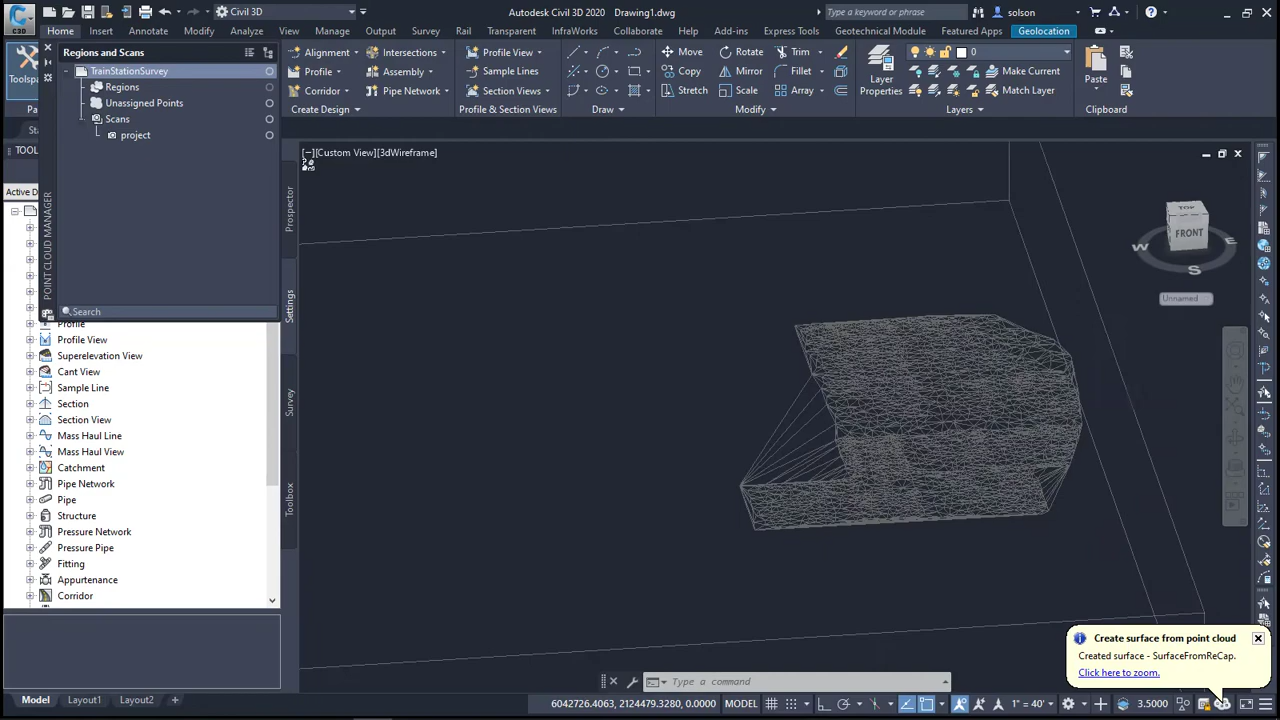 C3D
Civil 3D
Autodesk Civil 3D 2020 Drawing1.dwg
Type a keyword or phrase
solson
Home Insert Annotate Modify Analyze View Manage Output Survey Rail Transparent InfraWorks Collaborate Help Add-ins Express Tools Geotechnical Module Featured Apps Geolocation
Toolspa
Regions and Scans
TrainStationSurvey
Regions
Unassigned Points
Scans
project
Search
POINT CLOUD MANAGER
Alignment Intersections
Profile Assembly
Corridor Pipe Network
Create Design
Profile View
Sample Lines
Section Views
Profile & Section Views
Draw
Move Rotate Trim
Copy Mirror Fillet
Stretch Scale Array
Modify
Layer
Properties
0
Make Current
Match Layer
Layers
Paste
Clipboard
TOOL
Active D
Profile
Profile View
Superelevation View
Cant View
Sample Line
Section
Section View
Mass Haul Line
Mass Haul View
Catchment
Pipe Network
Pipe
Structure
Pressure Network
Pressure Pipe
Fitting
Appurtenance
Corridor
Prospector
Settings
Survey
Toolbox
[−][Custom View][3dWireframe]
TOP
FRONT
W
E
S
Unnamed
Create surface from point cloud
Created surface - SurfaceFromReCap.
Click here to zoom.
Type a command
Model Layout1 Layout2 +
6042726.4063, 2124479.3280, 0.0000 MODEL
1" = 40'
3.5000